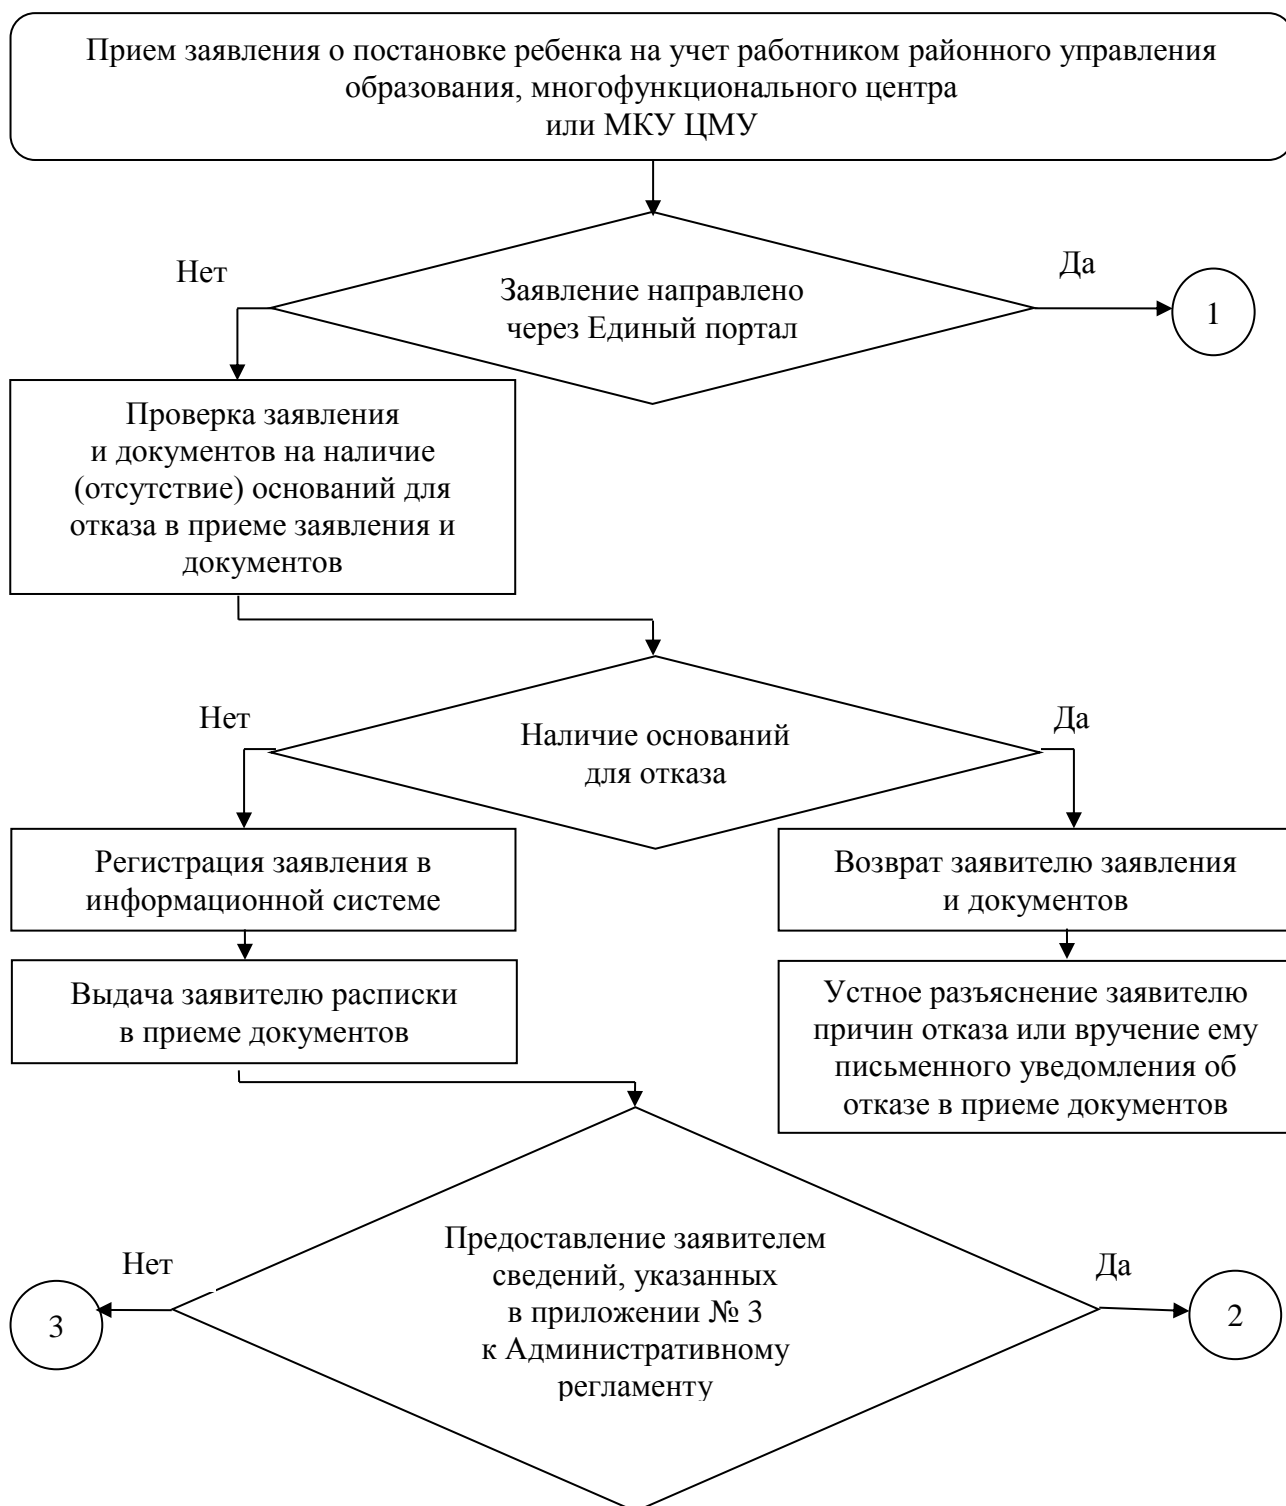 Прием заявления о постановке ребенка на учет работником районного управления
образования, многофункционального центра
или МКУ ЦМУ
Нет
Да
Заявление направлено
через Единый портал
1
Проверка заявления
и документов на наличие
(отсутствие) оснований для
отказа в приеме заявления и
документов
Нет
Да
Наличие оснований
для отказа
Регистрация заявления в
информационной системе
Возврат заявителю заявления
и документов
Выдача заявителю расписки
в приеме документов
Устное разъяснение заявителю
причин отказа или вручение ему
письменного уведомления об
отказе в приеме документов
Нет
Да
Предоставление заявителем
сведений, указанных
в приложении № 3
к Административному
регламенту
3
2